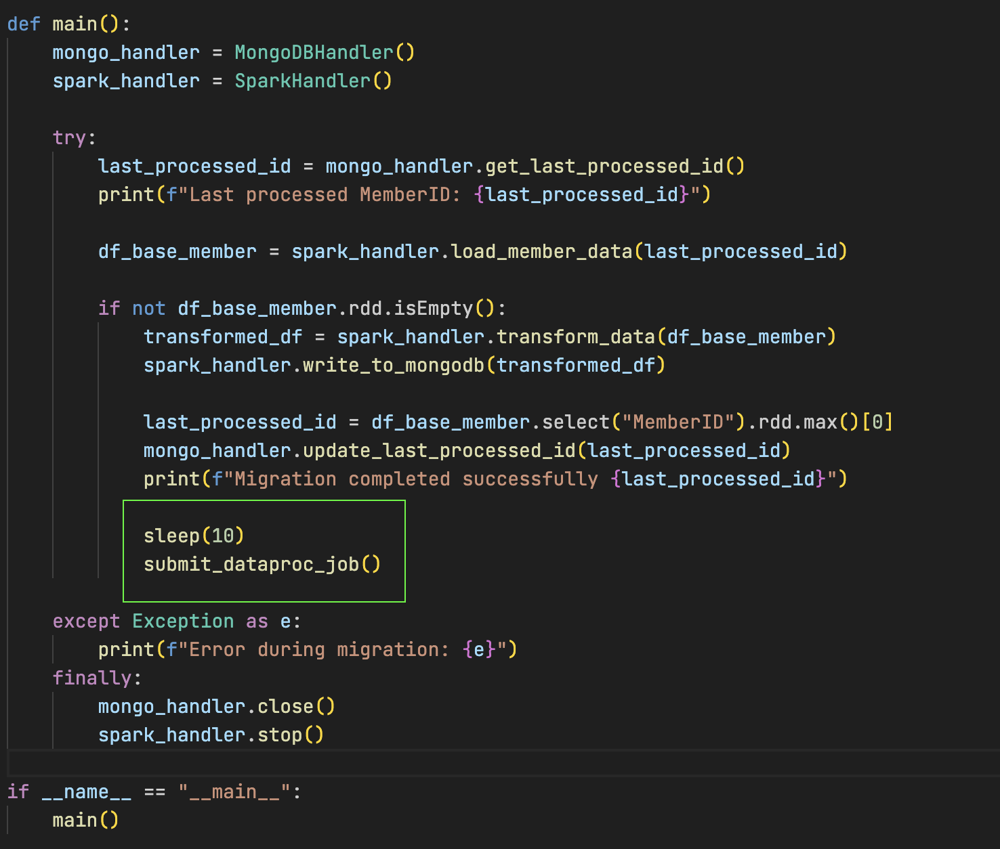 def main():
    mongo_handler = MongoDBHandler()
    spark_handler = SparkHandler()

    try:
        last_processed_id = mongo_handler.get_last_processed_id()
        print(f"Last processed MemberID: {last_processed_id}")

        df_base_member = spark_handler.load_member_data(last_processed_id)

        if not df_base_member.rdd.isEmpty():
            transformed_df = spark_handler.transform_data(df_base_member)
            spark_handler.write_to_mongodb(transformed_df)

            last_processed_id = df_base_member.select("MemberID").rdd.max()[0]
            mongo_handler.update_last_processed_id(last_processed_id)
            print(f"Migration completed successfully {last_processed_id}")

            sleep(10)
            submit_dataproc_job()

    except Exception as e:
        print(f"Error during migration: {e}")
    finally:
        mongo_handler.close()
        spark_handler.stop()

if __name__ == "__main__":
    main()